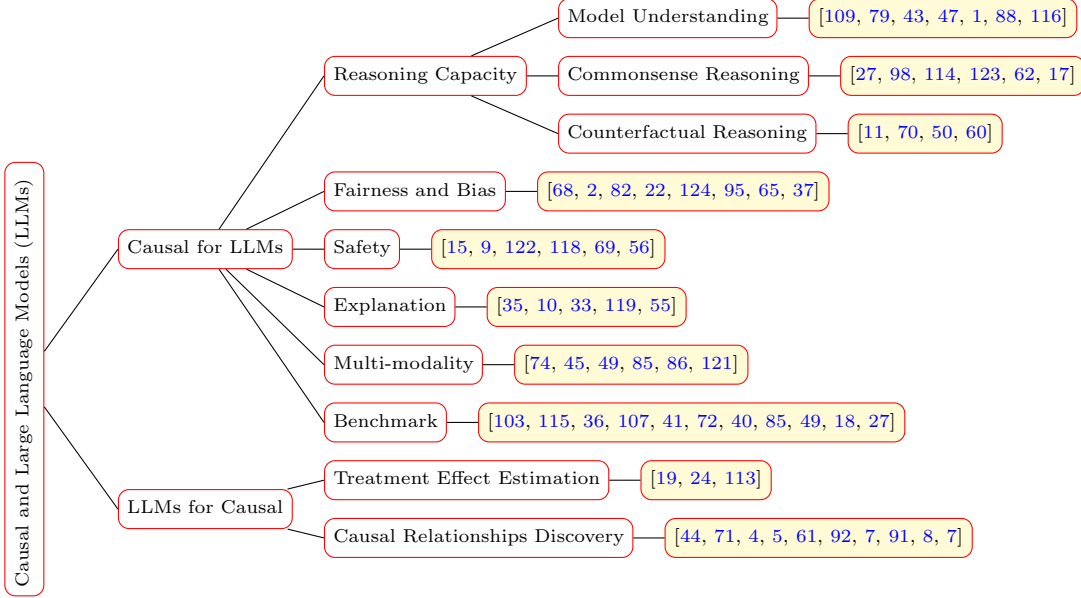 Causal and Large Language Models (LLMs)
Causal for LLMs
Reasoning Capacity
Model Understanding
[109, 79, 43, 47, 1, 88, 116]
Commonsense Reasoning
[27, 98, 114, 123, 62, 17]
Counterfactual Reasoning
[11, 70, 50, 60]
Fairness and Bias
[68, 2, 82, 22, 124, 95, 65, 37]
Safety
[15, 9, 122, 118, 69, 56]
Explanation
[35, 10, 33, 119, 55]
Multi-modality
[74, 45, 49, 85, 86, 121]
Benchmark
[103, 115, 36, 107, 41, 72, 40, 85, 49, 18, 27]
LLMs for Causal
Treatment Effect Estimation
[19, 24, 113]
Causal Relationships Discovery
[44, 71, 4, 5, 61, 92, 7, 91, 8, 7]